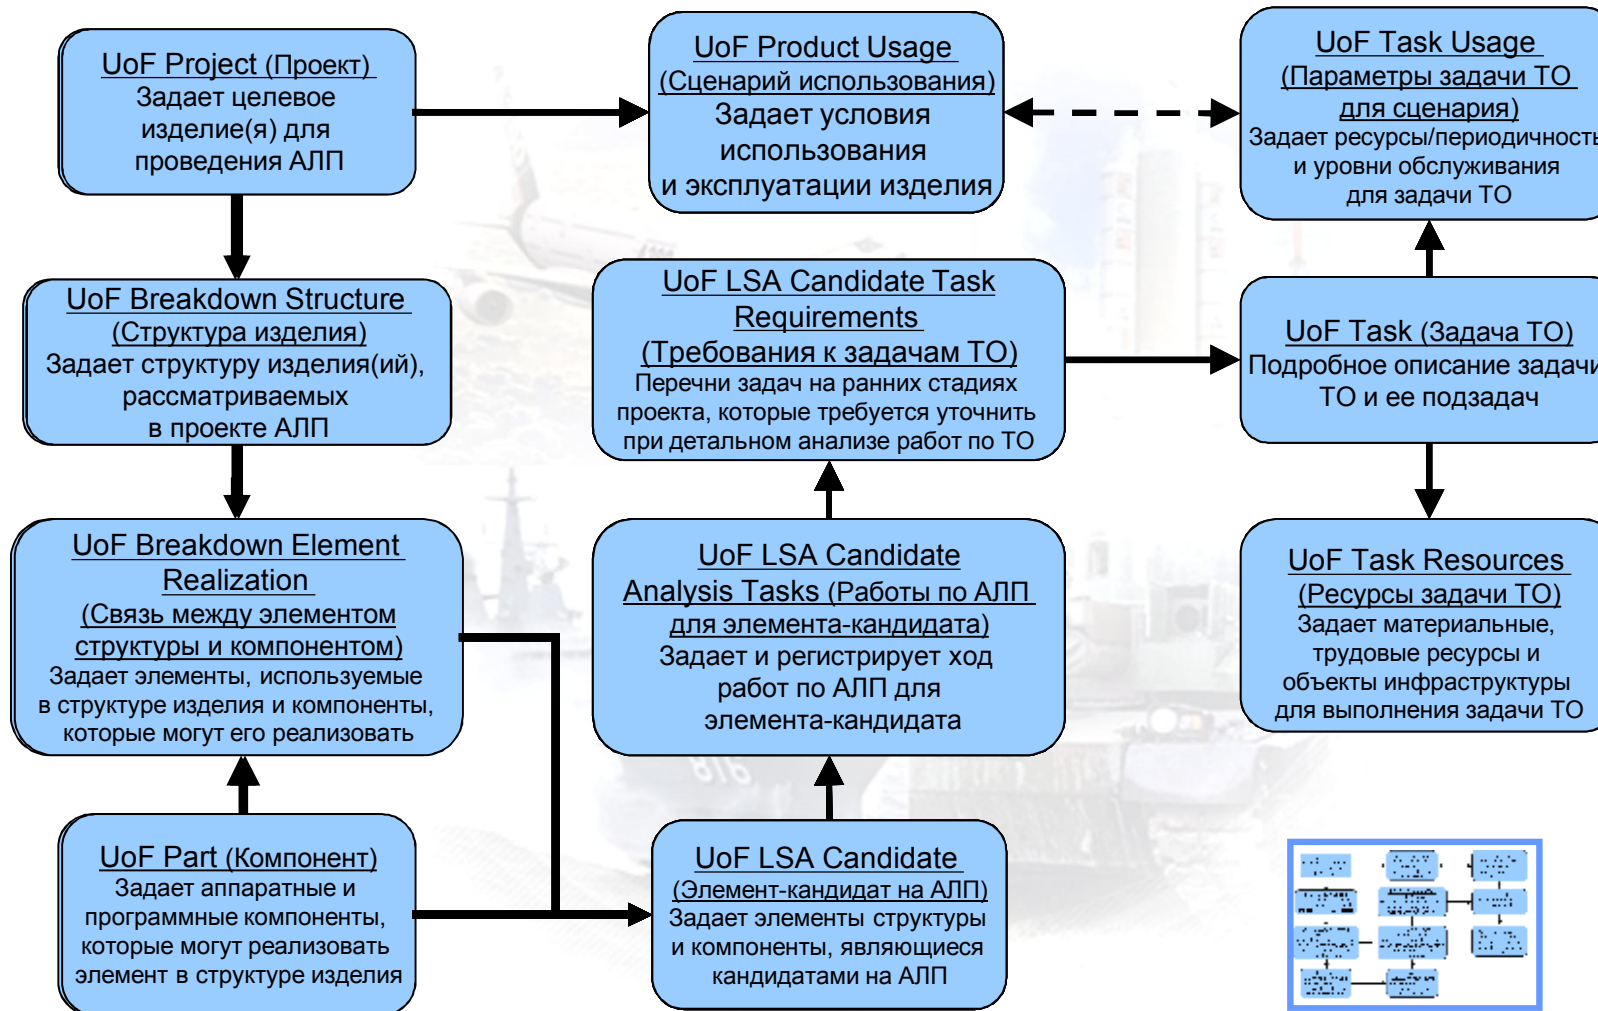 UoF Project (Проект)
Задает целевое
изделие(я) для
проведения АЛП
UoF Product Usage
(Сценарий использования)
Задает условия
использования
и эксплуатации изделия
UoF Task Usage
(Параметры задачи ТО
для сценария)
Задает ресурсы/периодичность
и уровни обслуживания
для задачи ТО
UoF Breakdown Structure
(Структура изделия)
Задает структуру изделия(ий),
рассматриваемых
в проекте АЛП
UoF LSA Candidate Task
Requirements
(Требования к задачам ТО)
Перечни задач на ранних стадиях
проекта, которые требуется уточнить
при детальном анализе работ по ТО
UoF Task (Задача ТО)
Подробное описание задачи
ТО и ее подзадач
UoF Breakdown Element
Realization
(Связь между элементом
структуры и компонентом)
Задает элементы, используемые
в структуре изделия и компоненты,
которые могут его реализовать
UoF LSA Candidate
Analysis Tasks (Работы по АЛП
для элемента-кандидата)
Задает и регистрирует ход
работ по АЛП для
элемента-кандидата
UoF Task Resources
(Ресурсы задачи ТО)
Задает материальные,
трудовые ресурсы и
объекты инфраструктуры
для выполнения задачи ТО
UoF Part (Компонент)
Задает аппаратные и
программные компоненты,
которые могут реализовать
элемент в структуре изделия
UoF LSA Candidate
(Элемент-кандидат на АЛП)
Задает элементы структуры
и компоненты, являющиеся
кандидатами на АЛП